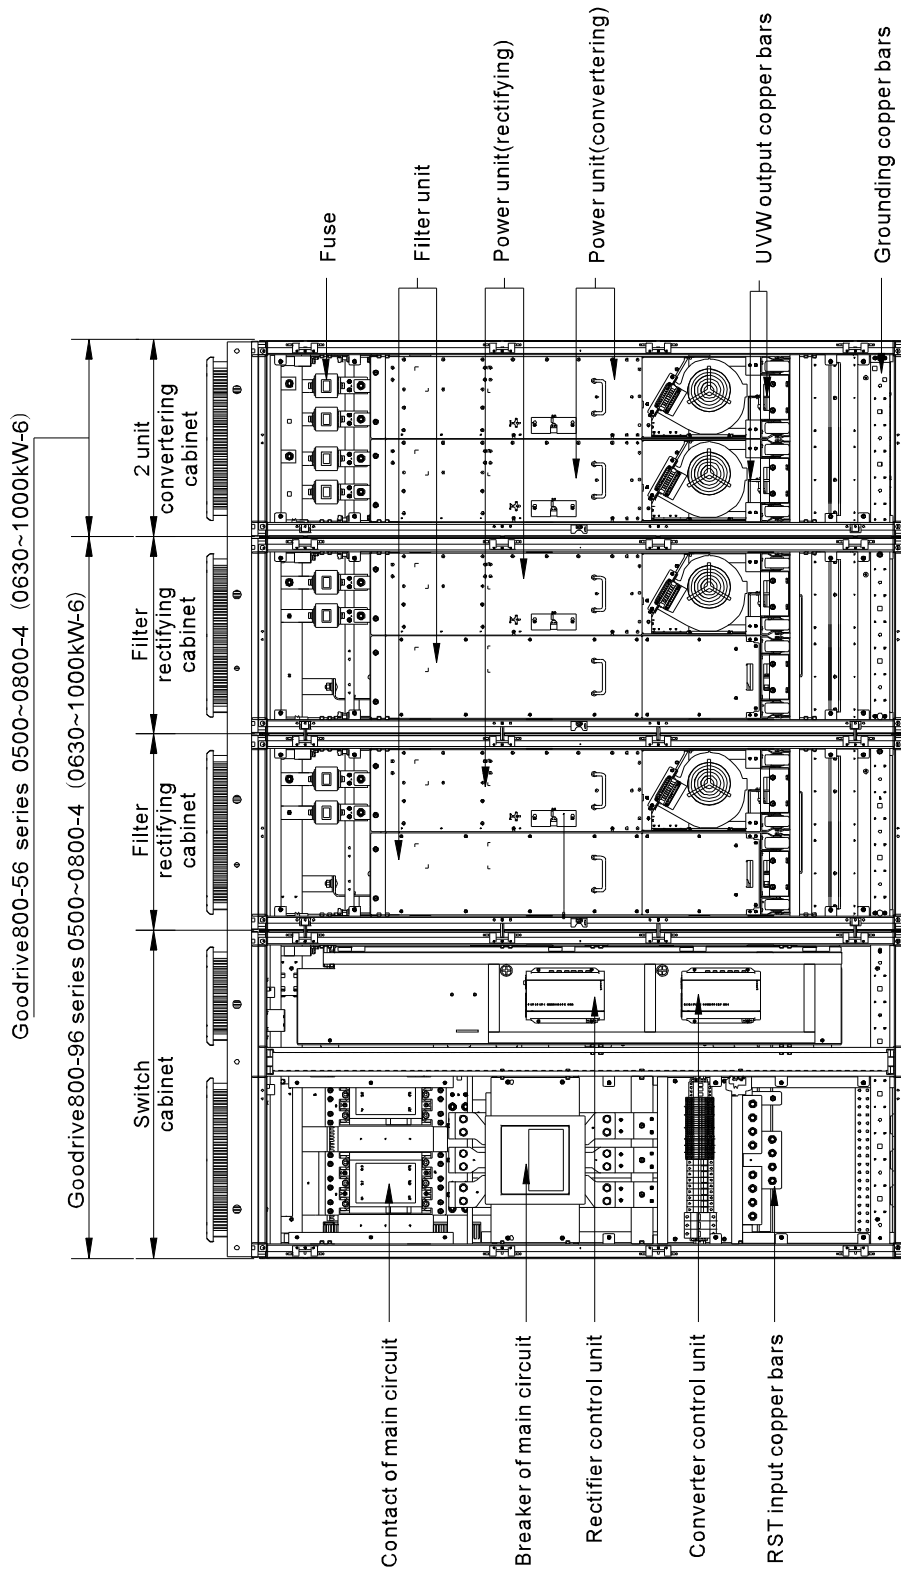 Goodrive800-56 series 0500~0800-4 (0630~1000kW-6)
Goodrive800-96 series 0500~0800-4 (0630~1000kW-6)
Switch
cabinet
Filter
rectifying
cabinet
Filter
rectifying
cabinet
2 unit
convertering
cabinet
Fuse
Filter unit
Power unit(rectifying)
Power unit(convertering)
UVW output copper bars
Grounding copper bars
Contact of main circuit
Breaker of main circuit
Rectifier control unit
Converter control unit
RST input copper bars